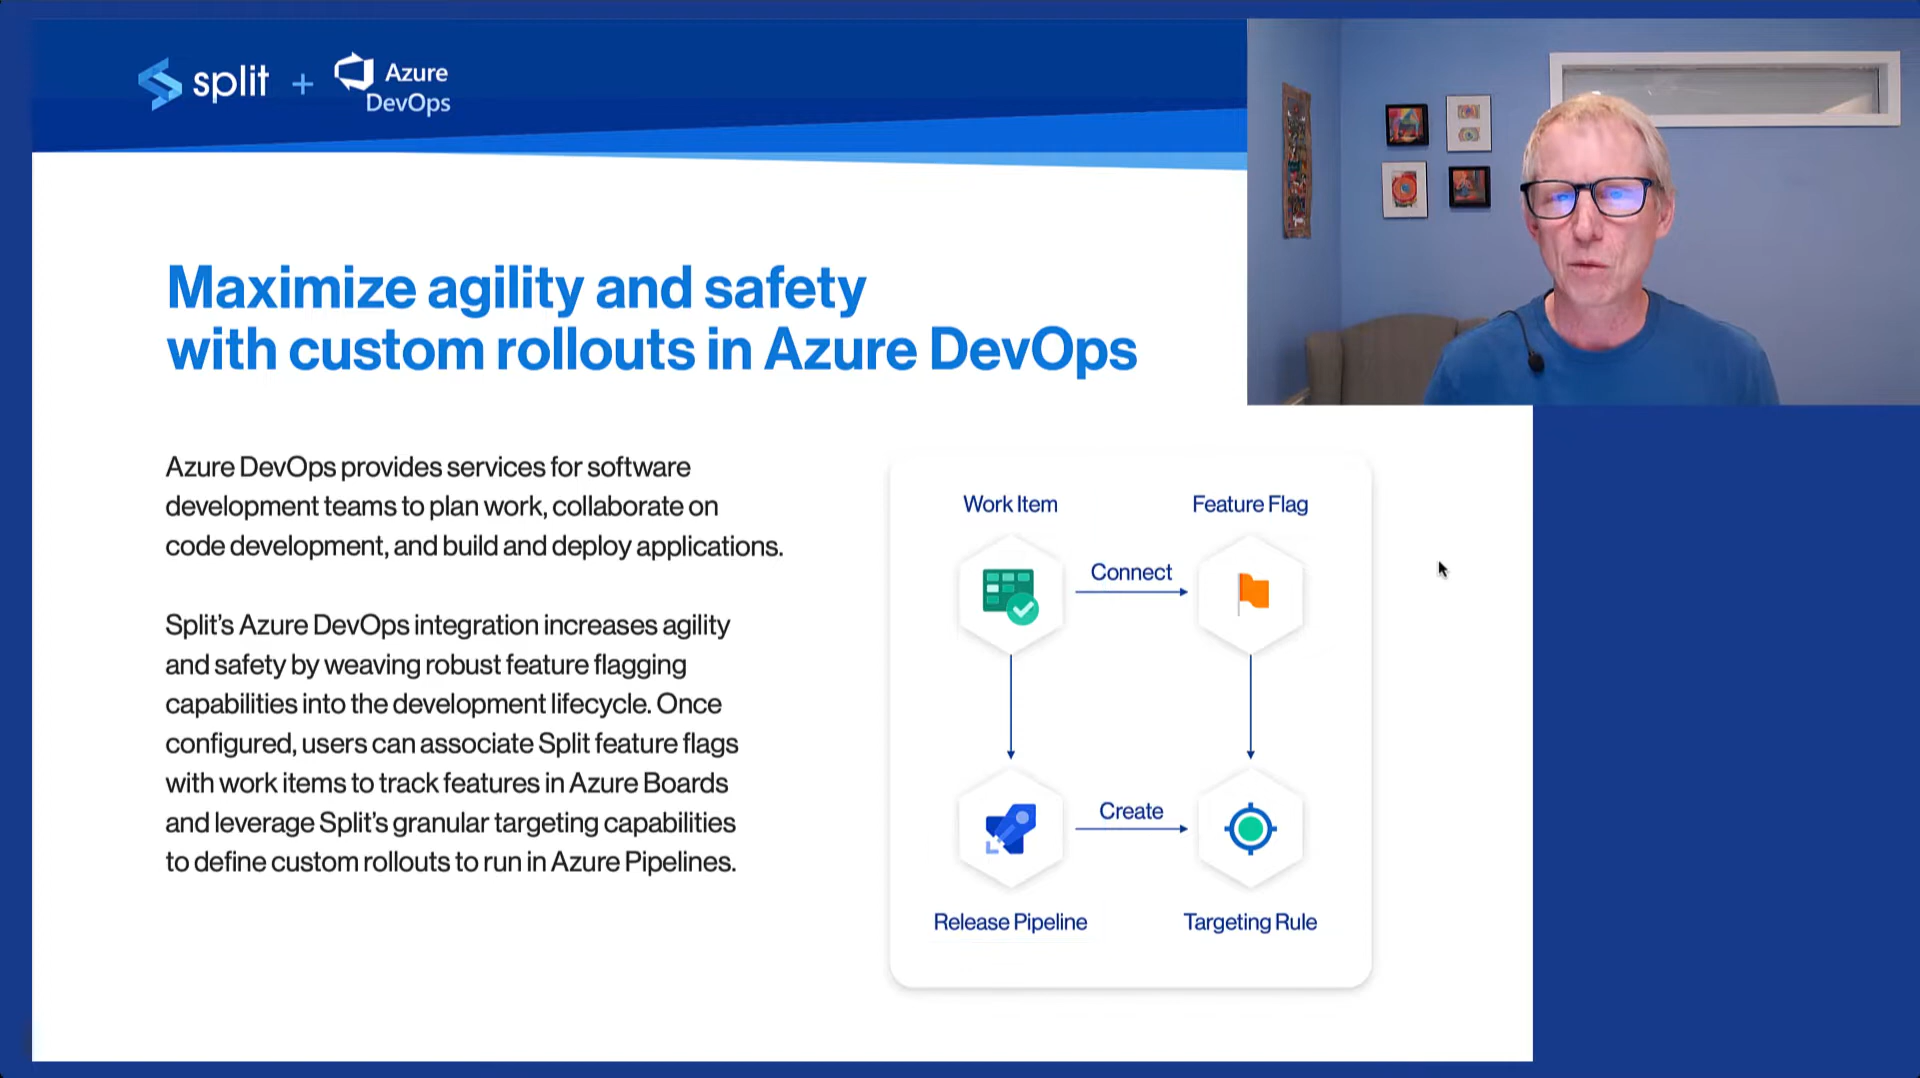 split + Azure
DevOps
Maximize agility and safety
with custom rollouts in Azure DevOps
Azure DevOps provides services for software
development teams to plan work, collaborate on
code development, and build and deploy applications.
Split's Azure DevOps integration increases agility
and safety by weaving robust feature flagging
capabilities into the development lifecycle. Once
configured, users can associate Split feature flags
with work items to track features in Azure Boards
and leverage Split's granular targeting capabilities
to define custom rollouts to run in Azure Pipelines.
Work Item
Feature Flag
Connect
Create
Release Pipeline
Targeting Rule